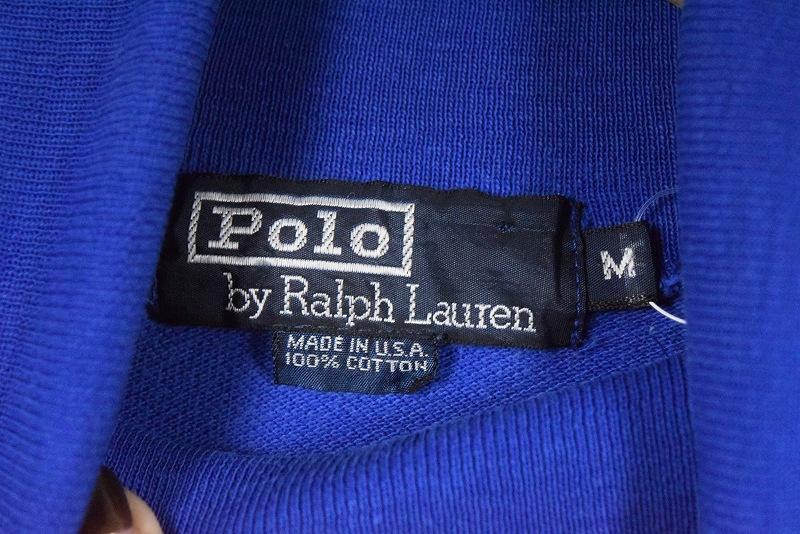 Polo
by Ralph Lauren
M
MADE IN U.S.A.
100% COTTON